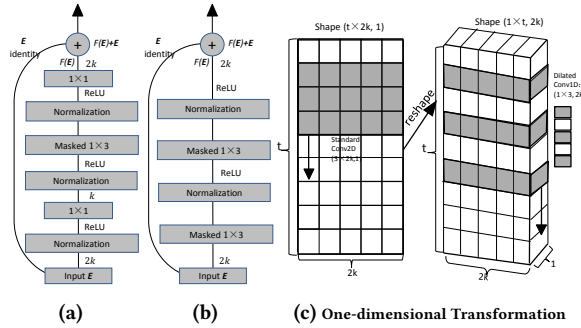 E
identity
+
F(E)+E
F(E)
2k
1×1
ReLU
Normalization
Masked 1×3
ReLU
Normalization
k
1×1
ReLU
Normalization
2k
Input E
(a)
E
identity
+
F(E)+E
F(E)
2k
ReLU
Normalization
Masked 1×3
ReLU
Normalization
Masked 1×3
2k
Input E
(b)
Shape (t×2k, 1)
t
Standard
Conv2D
(3×2k,1)
2k
reshape
Shape (1×t, 2k)
t
2k
1
Dilated
Conv1D:
(1×3, 2k
(c) One-dimensional Transformation